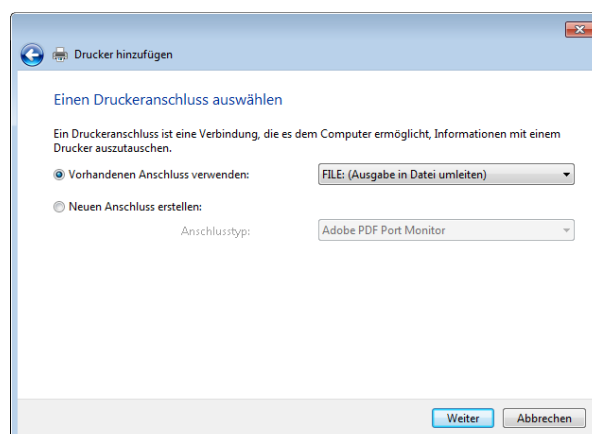 Drucker hinzufügen
Einen Druckeranschluss auswählen
Ein Druckeranschluss ist eine Verbindung, die es dem Computer ermöglicht, Informationen mit einem
Drucker auszutauschen.
Vorhandenen Anschluss verwenden: FILE: (Ausgabe in Datei umleiten)
Neuen Anschluss erstellen:
Anschlusstyp: Adobe PDF Port Monitor
Weiter Abbrechen